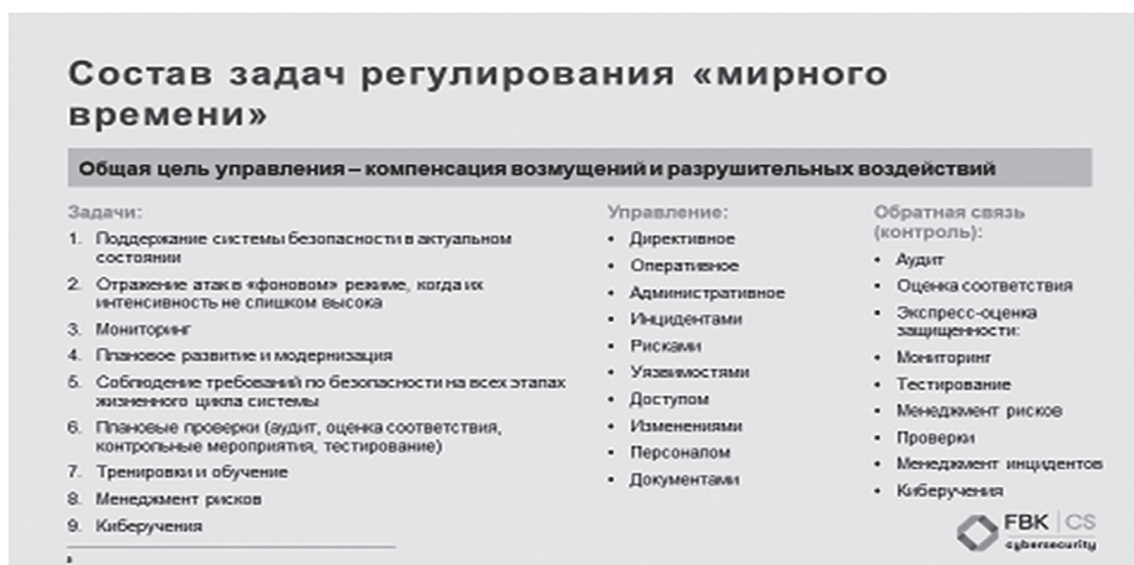 Состав задач регулирования «мирного
времени»
Общая цель управления – компенсация возмущений и разрушительных воздействий
Задачи:
1. Поддержание системы безопасности в актуальном
состоянии
2. Отражение атак в «фоновом» режиме, когда их
интенсивность не слишком высока
3. Мониторинг
4. Плановое развитие и модернизация
5. Соблюдение требований по безопасности на всех этапах
жизненного цикла системы
6. Плановые проверки (аудит, оценка соответствия,
контрольные мероприятия, тестирование)
7. Тренировки и обучение
8. Менеджмент рисков
9. Киберучения
Управление:
• Директивное
• Оперативное
• Административное
• Инцидентами
• Рисками
• Уязвимостями
• Доступом
• Изменениями
• Персоналом
• Документами
Обратная связь
(контроль):
• Аудит
• Оценка соответствия
• Экспресс-оценка
защищенности:
• Мониторинг
• Тестирование
• Менеджмент рисков
• Проверки
• Менеджмент инцидентов
• Киберучения
FBK | CS
cybersecurity